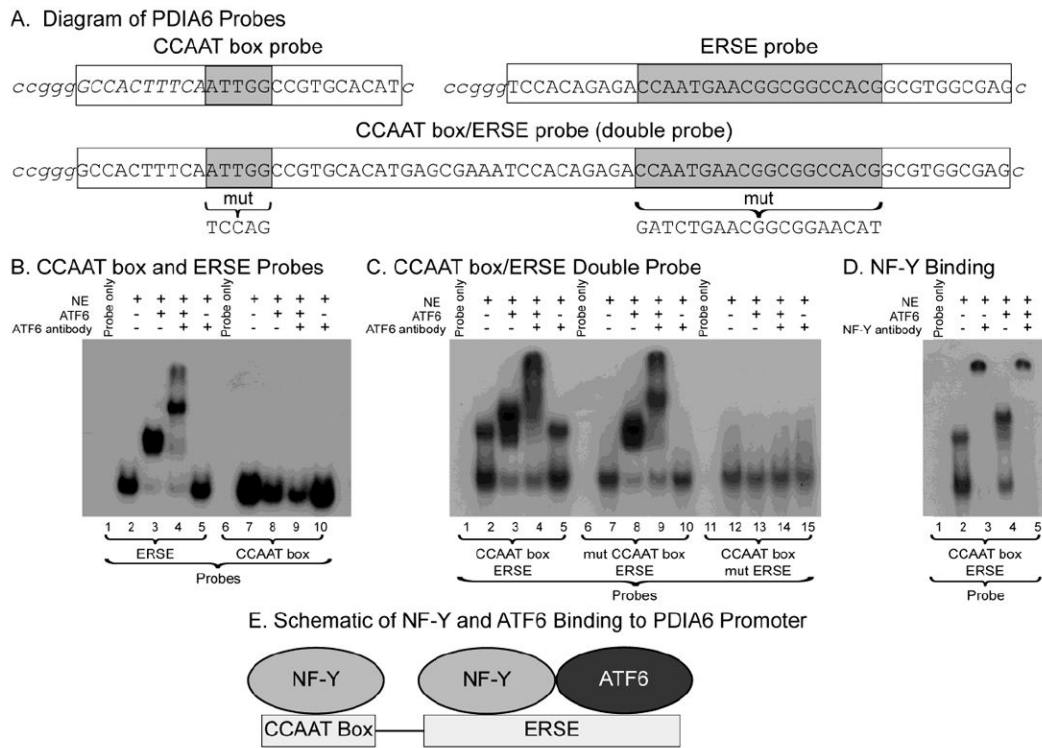 A. Diagram of PDIA6 Probes
CCAAT box probe
ERSE probe
ccgggGCCACTTTCAATTGGCCGTGCACATc
ccgggTCCACAGAGACCAATGAACGGCGGCCACGGCGTGGCGAGc
CCAAT box/ERSE probe (double probe)
ccgggGCCACTTTCAATTGGCCGTGCACATGAGCGAAATCCACAGAGACCAATGAACGGCGGCCACGGCGTGGCGAGc
mut
mut
TCCAG
GATCTGAACGGCGGAACAT
B. CCAAT box and ERSE Probes
Probe only
Probe only
NE + + + + + + + +
ATF6 - + + - - + + -
ATF6 antibody - - + + - - + +
1 2 3 4 5 6 7 8 9 10
ERSE
CCAAT box
Probes
C. CCAAT box/ERSE Double Probe
Probe only
Probe only
Probe only
NE + + + + + + + + + + + +
ATF6 - + + - - + + - - + + -
ATF6 antibody - - + + - - + + - - + +
1 2 3 4 5 6 7 8 9 10 11 12 13 14 15
CCAAT box
ERSE
mut CCAAT box
ERSE
CCAAT box
mut ERSE
Probes
D. NF-Y Binding
Probe only
NE + + + +
ATF6 - - + +
NF-Y antibody - + - +
1 2 3 4 5
CCAAT box
ERSE
Probe
E. Schematic of NF-Y and ATF6 Binding to PDIA6 Promoter
NF-Y
NF-Y
ATF6
CCAAT Box
ERSE